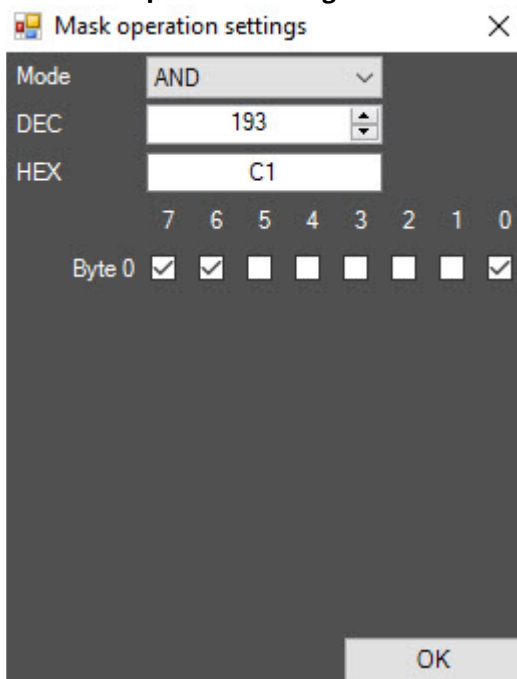 Mask operation settings
Mode AND
DEC 193
HEX C1
7 6 5 4 3 2 1 0
Byte 0
OK